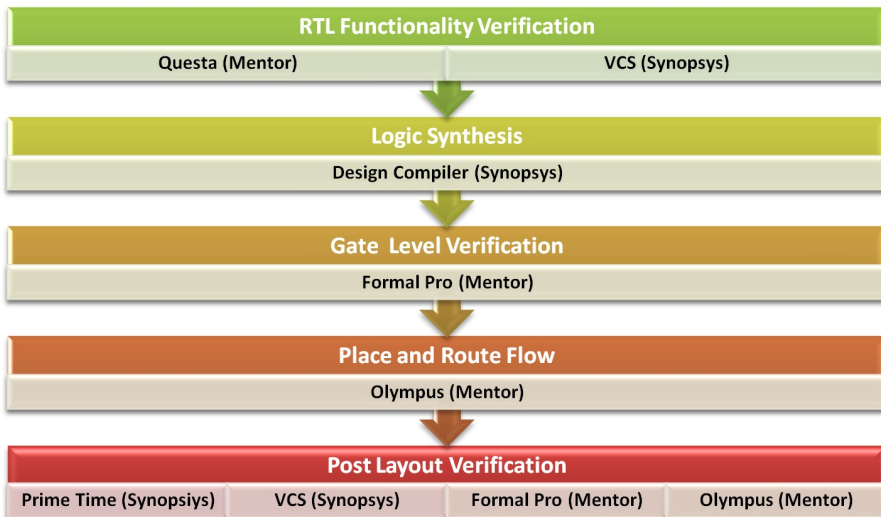 RTL Functionality Verification
Questa (Mentor) VCS (Synopsys)
Logic Synthesis
Design Compiler (Synopsys)
Gate Level Verification
Formal Pro (Mentor)
Place and Route Flow
Olympus (Mentor)
Post Layout Verification
Prime Time (Synopsiys) VCS (Synopsys) Formal Pro (Mentor) Olympus (Mentor)